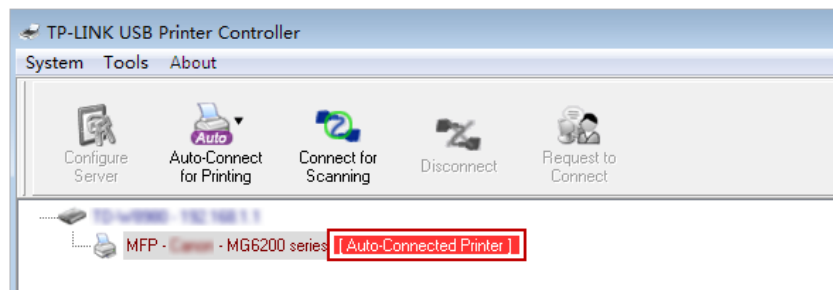 TP-LINK USB Printer Controller
System Tools About
Auto
Configure Server
Auto-Connect for Printing
Connect for Scanning
Disconnect
Request to Connect
MFP - - MG6200 series [ Auto-Connected Printer ]